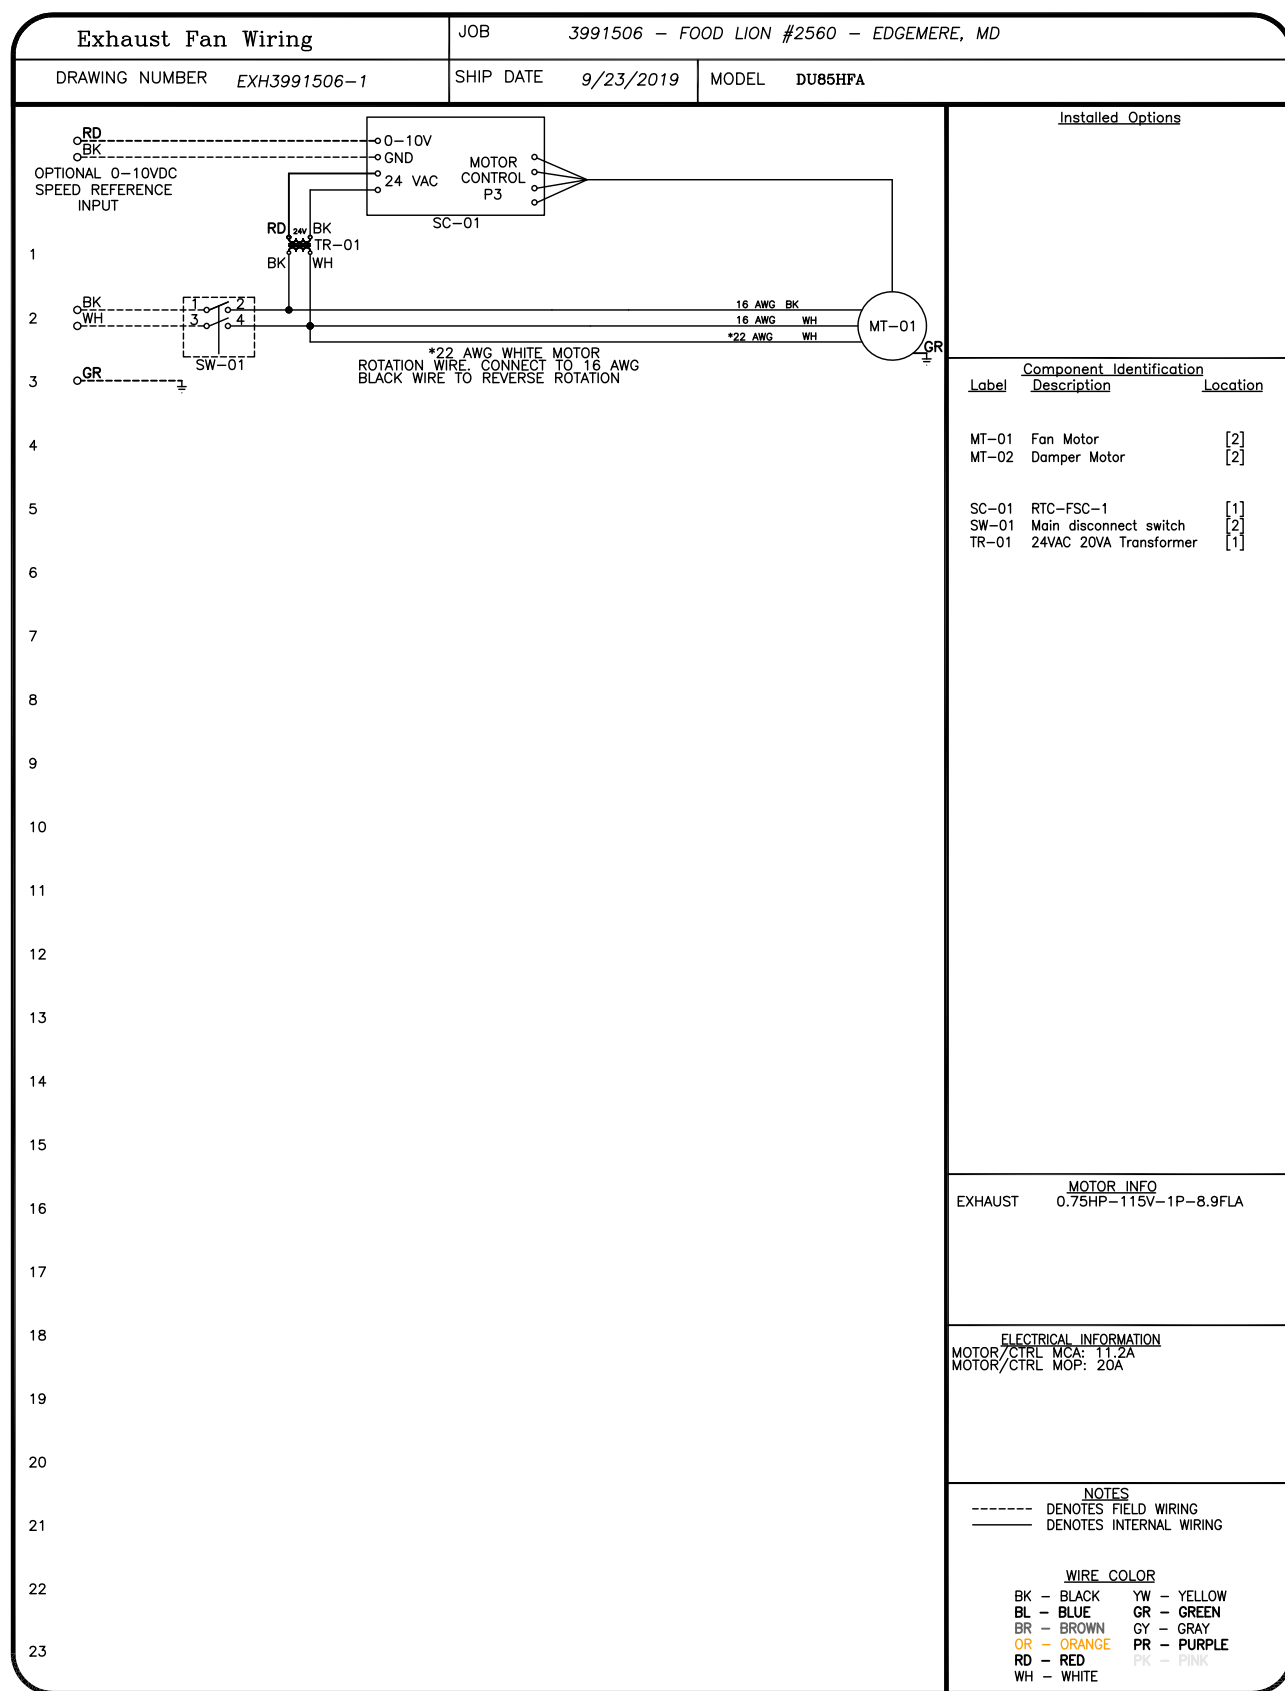 Exhaust Fan Wiring
JOB 3991506 - FOOD LION #2560 - EDGEMERE, MD
DRAWING NUMBER EXH3991506-1
SHIP DATE 9/23/2019
MODEL DU85HFA
RD
BK
OPTIONAL 0-10VDC
SPEED REFERENCE
INPUT
0-10V
GND
24 VAC
MOTOR
CONTROL
P3
SC-01
RD 24V BK
TR-01
BK WH
1
BK
WH
1 2
3 4
SW-01
2
16 AWG BK
16 AWG WH
*22 AWG WH
MT-01
GR
*22 AWG WHITE MOTOR
ROTATION WIRE. CONNECT TO 16 AWG
BLACK WIRE TO REVERSE ROTATION
3
GR
4
5
6
7
8
9
10
11
12
13
14
15
16
17
18
19
20
21
22
23
Installed Options
Component Identification
Label Description Location
MT-01 Fan Motor [2]
MT-02 Damper Motor [2]
SC-01 RTC-FSC-1 [1]
SW-01 Main disconnect switch [2]
TR-01 24VAC 20VA Transformer [1]
MOTOR INFO
EXHAUST 0.75HP-115V-1P-8.9FLA
ELECTRICAL INFORMATION
MOTOR/CTRL MCA: 11.2A
MOTOR/CTRL MOP: 20A
NOTES
------- DENOTES FIELD WIRING
DENOTES INTERNAL WIRING
WIRE COLOR
BK - BLACK YW - YELLOW
BL - BLUE GR - GREEN
BR - BROWN GY - GRAY
OR - ORANGE PR - PURPLE
RD - RED PK - PINK
WH - WHITE